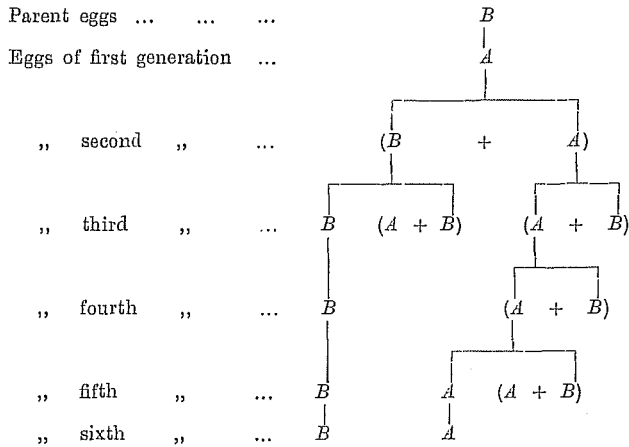 Parent eggs ... ... ... B
Eggs of first generation ... A
,, second ,, ... (B + A)
,, third ,, ... B (A + B) (A + B)
,, fourth ,, ... B (A + B)
,, fifth ,, ... B A (A + B)
,, sixth ,, ... B A